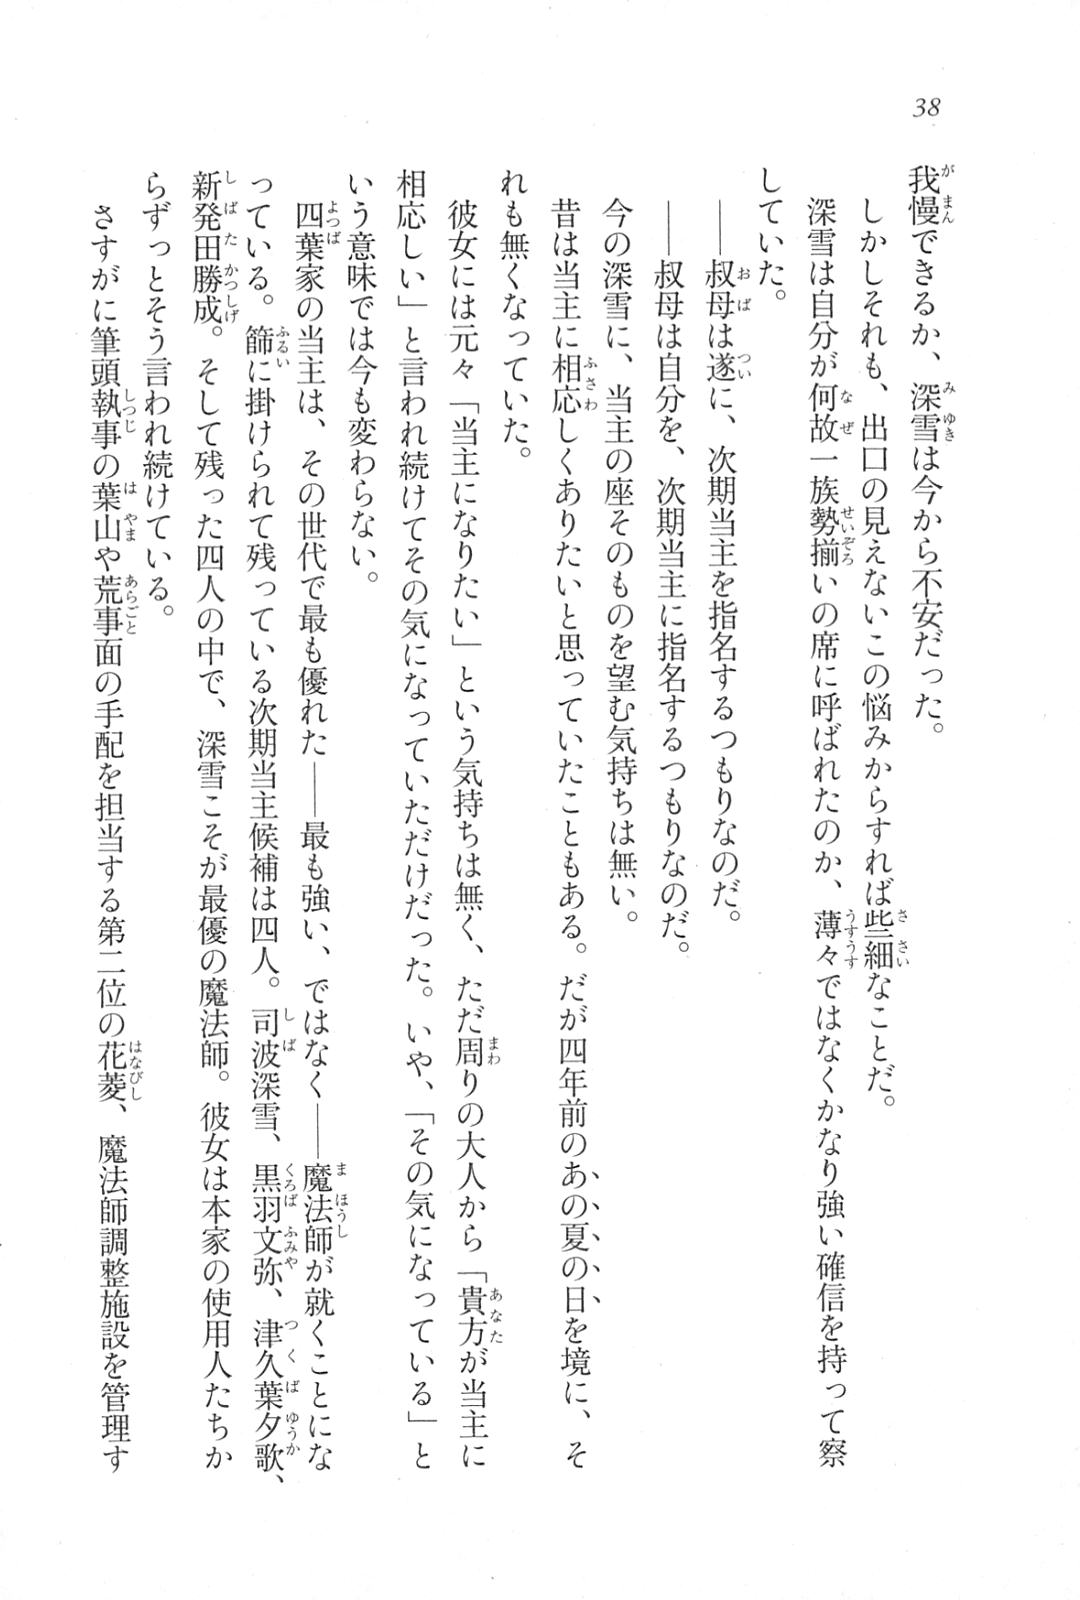 38
我慢できるか、深雪は今から不安だった。
しかしそれも、出口の見えないこの悩みからすれば些細なことだ。
深雪は自分が何故一族勢揃いの席に呼ばれたのか、薄々ではなくかなり強い確信を持って察
していた。
――叔母は遂に、次期当主を指名するつもりなのだ。
――叔母は自分を、次期当主に指名するつもりなのだ。
今の深雪に、当主の座そのものを望む気持ちは無い。
昔は当主に相応しくありたいと思っていたこともある。だが四年前のあの夏の日を境に、そ
れも無くなっていた。
彼女には元々「当主になりたい」という気持ちは無く、ただ周りの大人から「貴方が当主に
相応しい」と言われ続けてその気になっていただけだった。いや、「その気になっている」と
いう意味では今も変わらない。
四葉家の当主は、その世代で最も優れた――最も強い、ではなく――魔法師が就くことにな
っている。篩に掛けられて残っている次期当主候補は四人。司波深雪、黒羽文弥、津久葉夕歌、
新発田勝成。そして残った四人の中で、深雪こそが最優の魔法師。彼女は本家の使用人たちか
らずっとそう言われ続けている。
さすがに筆頭執事の葉山や荒事面の手配を担当する第二位の花菱、魔法師調整施設を管理す